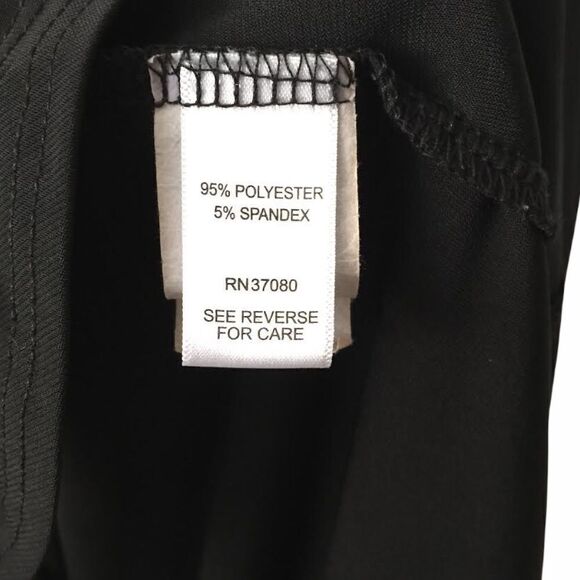 95% POLYESTER
5% SPANDEX
RN37080
SEE REVERSE
FOR CARE